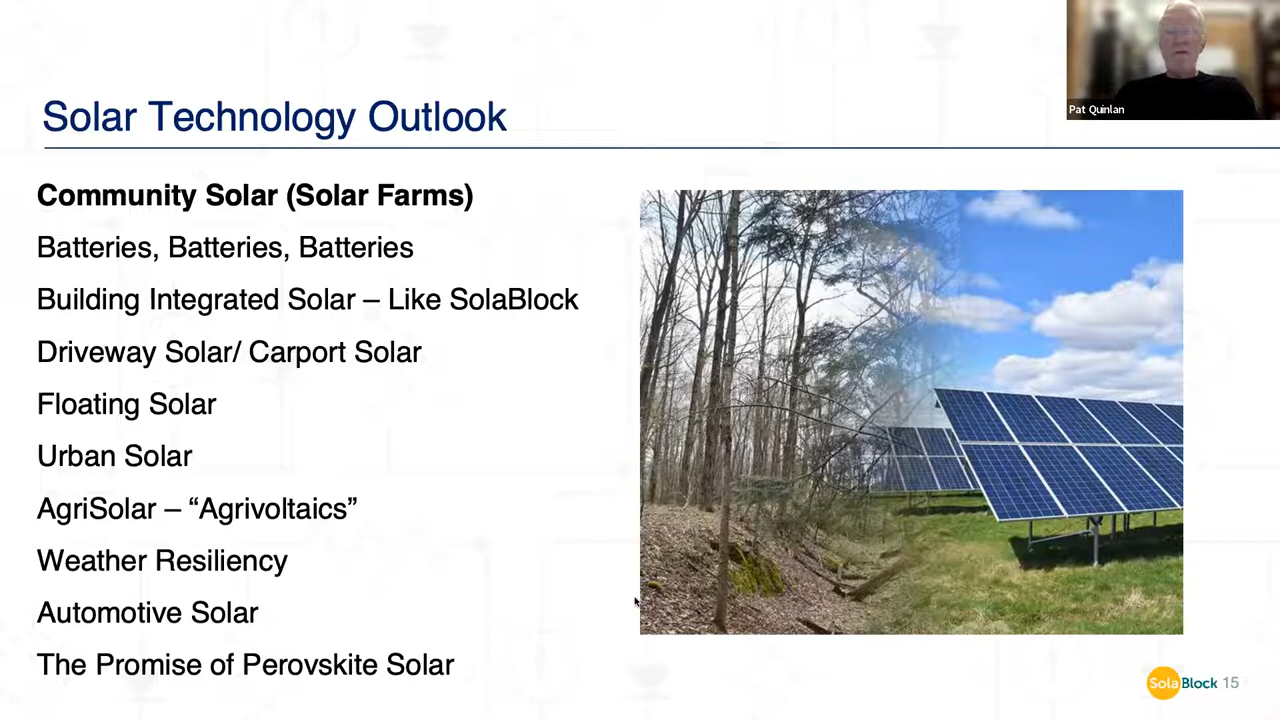 Pat Quinlan
Solar Technology Outlook
Community Solar (Solar Farms)
Batteries, Batteries, Batteries
Building Integrated Solar – Like SolaBlock
Driveway Solar/ Carport Solar
Floating Solar
Urban Solar
AgriSolar – “Agrivoltaics”
Weather Resiliency
Automotive Solar
The Promise of Perovskite Solar
SolaBlock 15